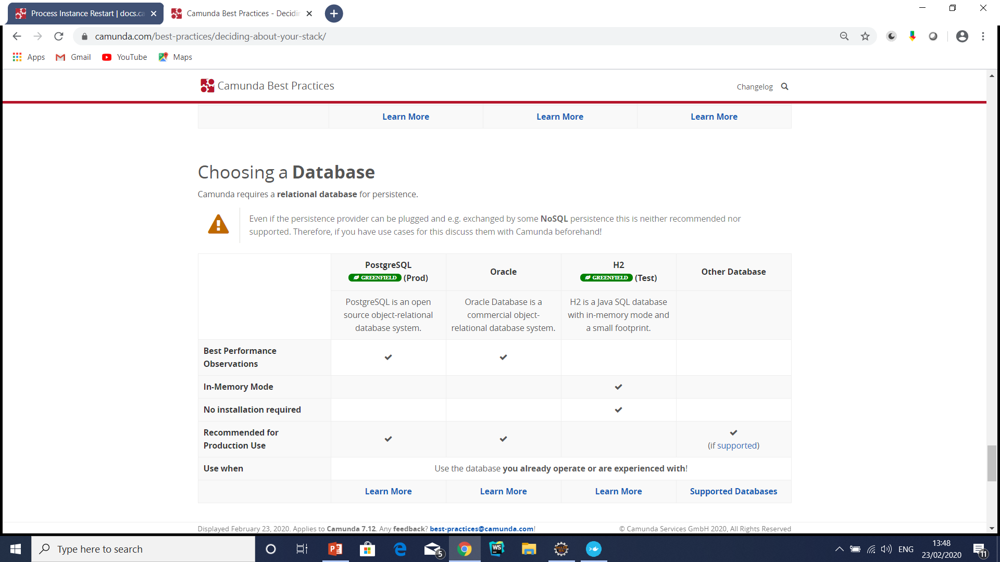 Process Instance Restart | docs.ca
Camunda Best Practices - Decidin
camunda.com/best-practices/deciding-about-your-stack/
Apps
Gmail
YouTube
Maps
Camunda Best Practices
Changelog
Learn More
Learn More
Learn More
Choosing a Database
Camunda requires a relational database for persistence.
Even if the persistence provider can be plugged and e.g. exchanged by some NoSQL persistence this is neither recommended nor
supported. Therefore, if you have use cases for this discuss them with Camunda beforehand!
PostgreSQL
GREENFIELD (Prod)
Oracle
H2
GREENFIELD (Test)
Other Database
PostgreSQL is an open
source object-relational
database system.
Oracle Database is a
commercial object-
relational database system.
H2 is a Java SQL database
with in-memory mode and
a small footprint.
Best Performance
Observations
In-Memory Mode
No installation required
Recommended for
Production Use
(if supported)
Use when
Use the database you already operate or are experienced with!
Learn More
Learn More
Learn More
Supported Databases
Displayed February 23, 2020. Applies to Camunda 7.12. Any feedback? best-practices@camunda.com!
© Camunda Services GmbH 2020, All Rights Reserved
Type here to search
5
WS
ENG
13:48
23/02/2020
11